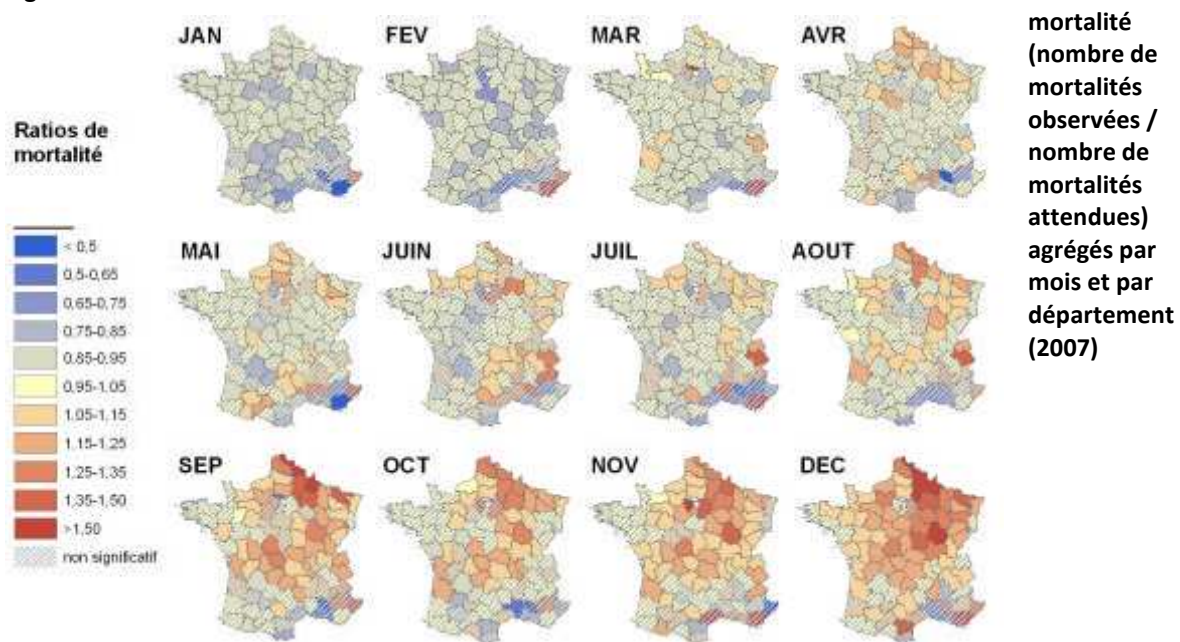 mortalité
(nombre de
mortalités
observées /
nombre de
mortalités
attendues)
agrégés par
mois et par
département
(2007)
JAN
FEV
MAR
AVR
Ratios de
mortalité
< 0,5
0,5-0,65
0,65-0,75
0,75-0,85
0,85-0,95
0,95-1,05
1,05-1,15
1,15-1,25
1,25-1,35
1,35-1,50
>1,50
non significatif
MAI
JUIN
JUIL
AOUT
SEP
OCT
NOV
DEC